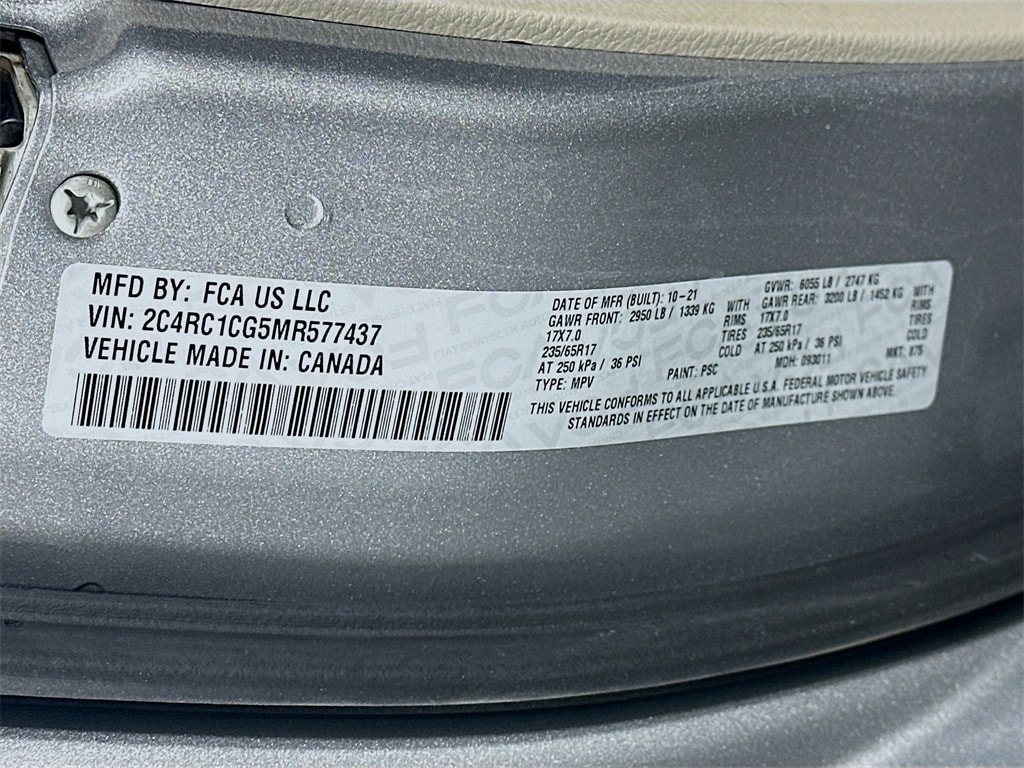 MFD BY: FCA US LLC
VIN: 2C4RC1CG5MR577437
VEHICLE MADE IN: CANADA
DATE OF MFR (BUILT): 10-21
GAWR FRONT: 2950 LB / 1339 KG WITH
17X7.0 RIMS
235/65R17 TIRES
AT 250 kPa / 36 PSI COLD
TYPE: MPV PAINT: PSC
GVWR: 6055 LB / 2747 KG
GAWR REAR: 3200 LB / 1452 KG WITH
17X7.0 RIMS
235/65R17 TIRES
AT 250 kPa / 36 PSI COLD
MDH: 093011 MKT: 875
THIS VEHICLE CONFORMS TO ALL APPLICABLE U.S.A. FEDERAL MOTOR VEHICLE SAFETY
STANDARDS IN EFFECT ON THE DATE OF MANUFACTURE SHOWN ABOVE.